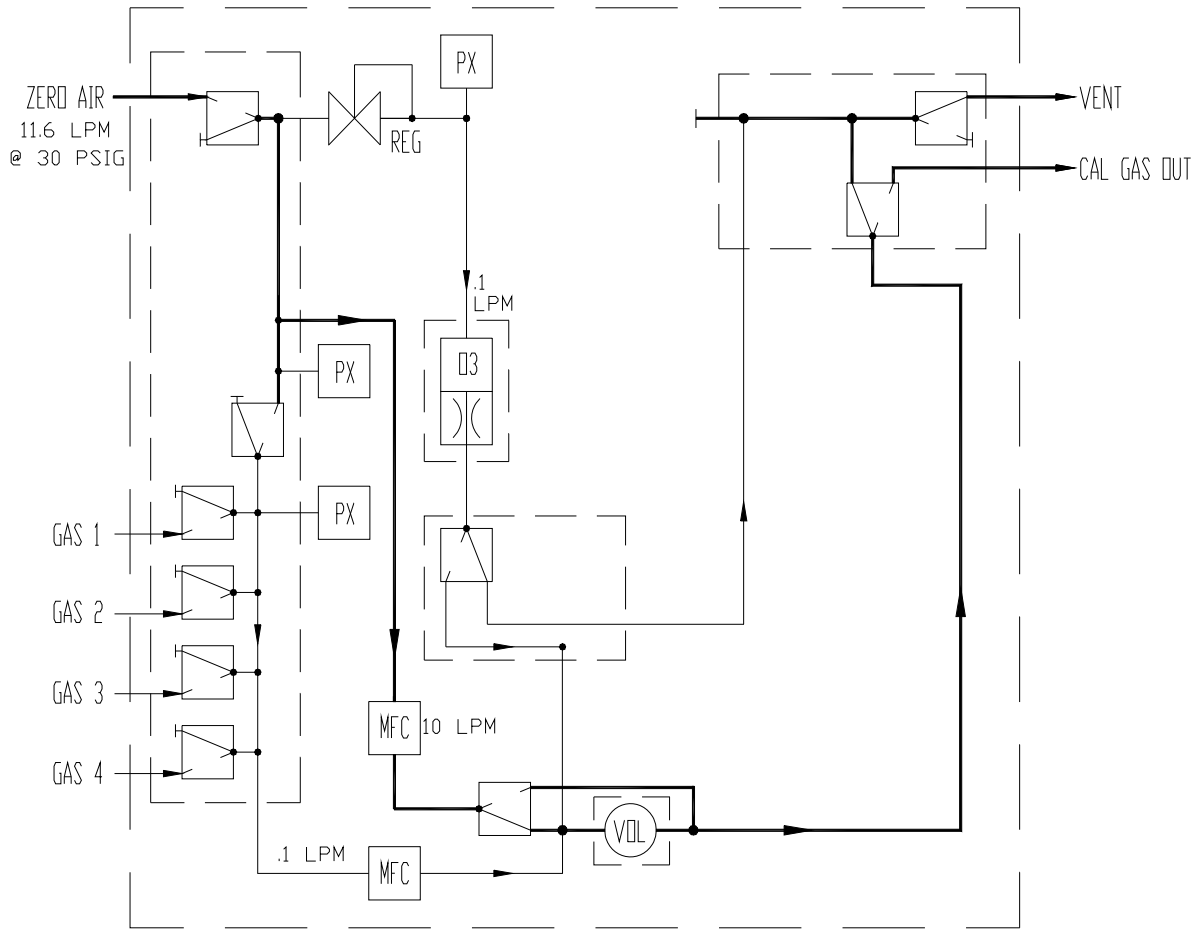 ZERO AIR
11.6 LPM
@ 30 PSIG
PX
REG
VENT
CAL GAS OUT
.1
LPM
O3
PX
PX
GAS 1
GAS 2
GAS 3
GAS 4
MFC
10 LPM
VOL
.1 LPM
MFC